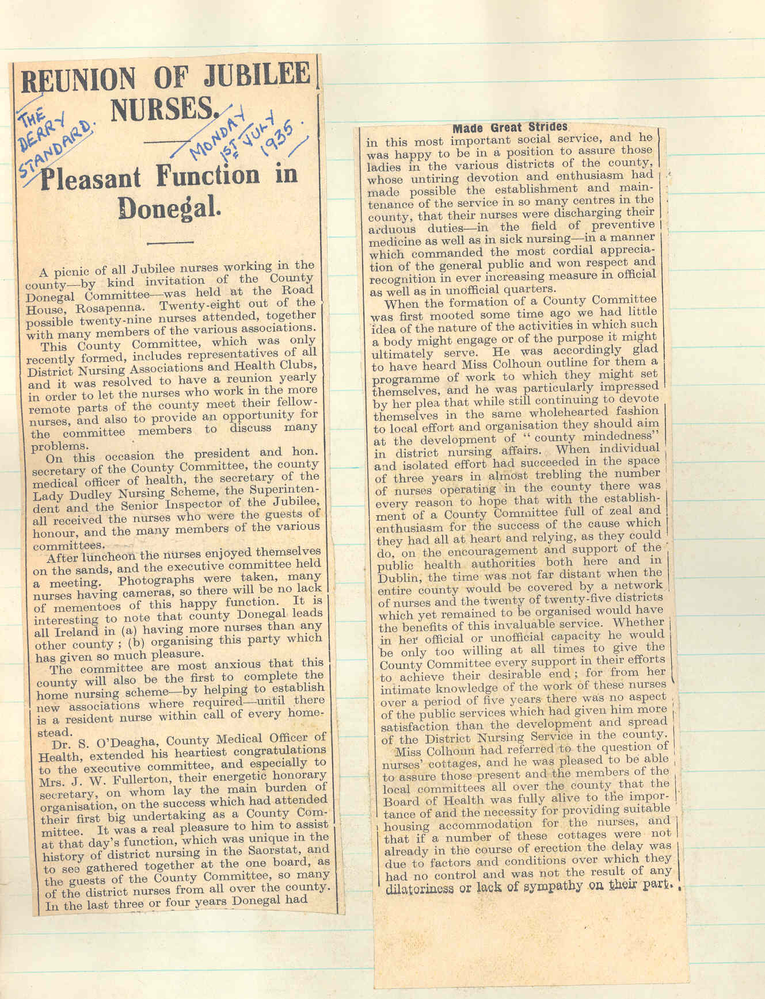 REUNION OF JUBILEE
NURSES.
THE
DERRY
STANDARD.
MONDAY
1ST JULY
1935.
Pleasant Function in
Donegal.
A picnic of all Jubilee nurses working in the
county—by kind invitation of the County
Donegal Committee—was held at the Road
House, Rosapenna. Twenty-eight out of the
possible twenty-nine nurses attended, together
with many members of the various associations.
This County Committee, which was only
recently formed, includes representatives of all
District Nursing Associations and Health Clubs,
and it was resolved to have a reunion yearly
in order to let the nurses who work in the more
remote parts of the county meet their fellow-
nurses, and also to provide an opportunity for
the committee members to discuss many
problems.
On this occasion the president and hon.
secretary of the County Committee, the county
medical officer of health, the secretary of the
Lady Dudley Nursing Scheme, the Superinten-
dent and the Senior Inspector of the Jubilee,
all received the nurses who were the guests of
honour, and the many members of the various
committees.
After luncheon the nurses enjoyed themselves
on the sands, and the executive committee held
a meeting. Photographs were taken, many
nurses having cameras, so there will be no lack
of mementoes of this happy function. It is
interesting to note that county Donegal leads
all Ireland in (a) having more nurses than any
other county; (b) organising this party which
has given so much pleasure.
The committee are most anxious that this
county will also be the first to complete the
home nursing scheme—by helping to establish
new associations where required—until there
is a resident nurse within call of every home-
stead.
Dr. S. O'Deagha, County Medical Officer of
Health, extended his heartiest congratulations
to the executive committee, and especially to
Mrs. J. W. Fullerton, their energetic honorary
secretary, on whom lay the main burden of
organisation, on the success which had attended
their first big undertaking as a County Com-
mittee. It was a real pleasure to him to assist
at that day's function, which was unique in the
history of district nursing in the Saorstat, and
to see gathered together at the one board, as
the guests of the County Committee, so many
of the district nurses from all over the county.
In the last three or four years Donegal had
Made Great Strides
in this most important social service, and he
was happy to be in a position to assure those
ladies in the various districts of the county,
whose untiring devotion and enthusiasm had
made possible the establishment and main-
tenance of the service in so many centres in the
county, that their nurses were discharging their
arduous duties—in the field of preventive
medicine as well as in sick nursing—in a manner
which commanded the most cordial apprecia-
tion of the general public and won respect and
recognition in ever increasing measure in official
as well as in unofficial quarters.
When the formation of a County Committee
was first mooted some time ago we had little
idea of the nature of the activities in which such
a body might engage or of the purpose it might
ultimately serve. He was accordingly glad
to have heard Miss Colhoun outline for them a
programme of work to which they might set
themselves, and he was particularly impressed
by her plea that while still continuing to devote
themselves in the same wholehearted fashion
to local effort and organisation they should aim
at the development of "county mindedness"
in district nursing affairs. When individual
and isolated effort had succeeded in the space
of three years in almost trebling the number
of nurses operating in the county there was
every reason to hope that with the establish-
ment of a County Committee full of zeal and
enthusiasm for the success of the cause which
they had all at heart and relying, as they could
do, on the encouragement and support of the
public health authorities both here and in
Dublin, the time was not far distant when the
entire county would be covered by a network
of nurses and the twenty of twenty-five districts
which yet remained to be organised would have
the benefits of this invaluable service. Whether
in her official or unofficial capacity he would
be only too willing at all times to give the
County Committee every support in their efforts
to achieve their desirable end; for from her
intimate knowledge of the work of these nurses
over a period of five years there was no aspect
of the public services which had given him more
satisfaction than the development and spread
of the District Nursing Service in the county.
Miss Colhoun had referred to the question of
nurses' cottages, and he was pleased to be able
to assure those present and the members of the
local committees all over the county that the
Board of Health was fully alive to the impor-
tance of and the necessity for providing suitable
housing accommodation for the nurses, and
that if a number of these cottages were not
already in the course of erection the delay was
due to factors and conditions over which they
had no control and was not the result of any
dilatoriness or lack of sympathy on their part.